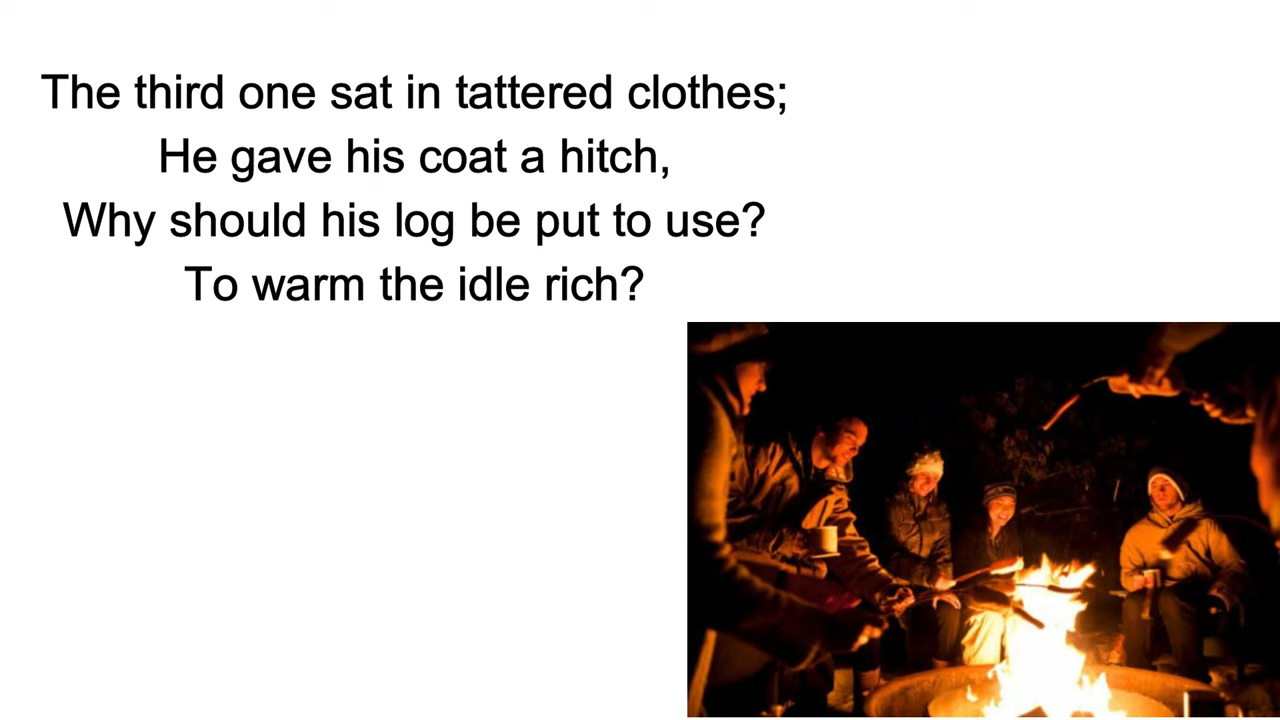 The third one sat in tattered clothes;
He gave his coat a hitch,
Why should his log be put to use?
To warm the idle rich?